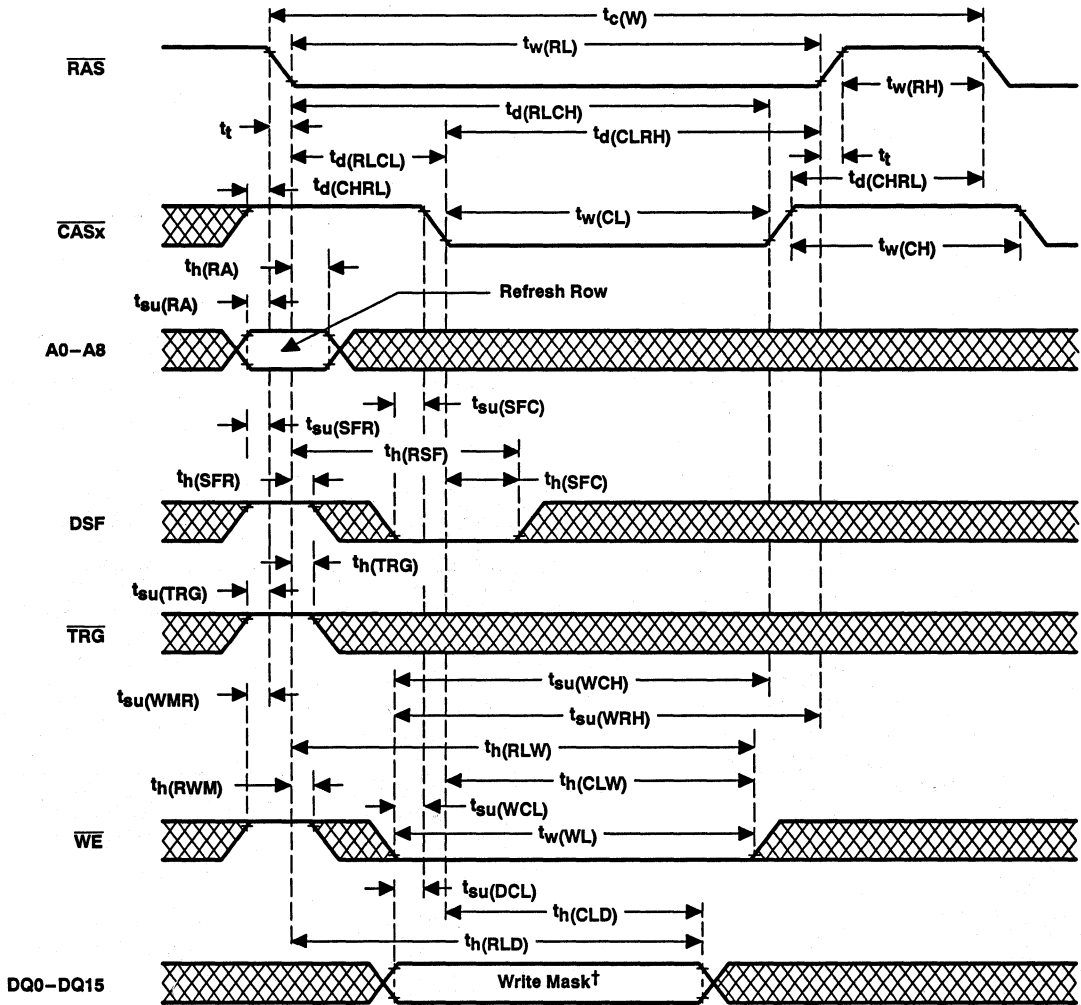 tc(W)
RAS
tw(RL)
tw(RH)
td(RLCH)
tt
td(CLRH)
td(RLCL)
tt
td(CHRL)
td(CHRL)
CASx
tw(CL)
tw(CH)
th(RA)
tsu(RA)
Refresh Row
A0–A8
tsu(SFC)
tsu(SFR)
th(RSF)
th(SFR)
th(SFC)
DSF
th(TRG)
tsu(TRG)
TRG
tsu(WCH)
tsu(WMR)
tsu(WRH)
th(RLW)
th(RWM)
th(CLW)
tsu(WCL)
WE
tw(WL)
tsu(DCL)
th(CLD)
th(RLD)
DQ0–DQ15
Write Mask†